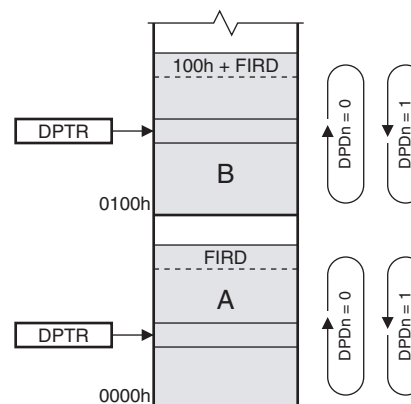 100h + FIRD
DPTR
B
0100h
DPDn = 0
DPDn = 1
FIRD
A
DPTR
0000h
DPDn = 0
DPDn = 1